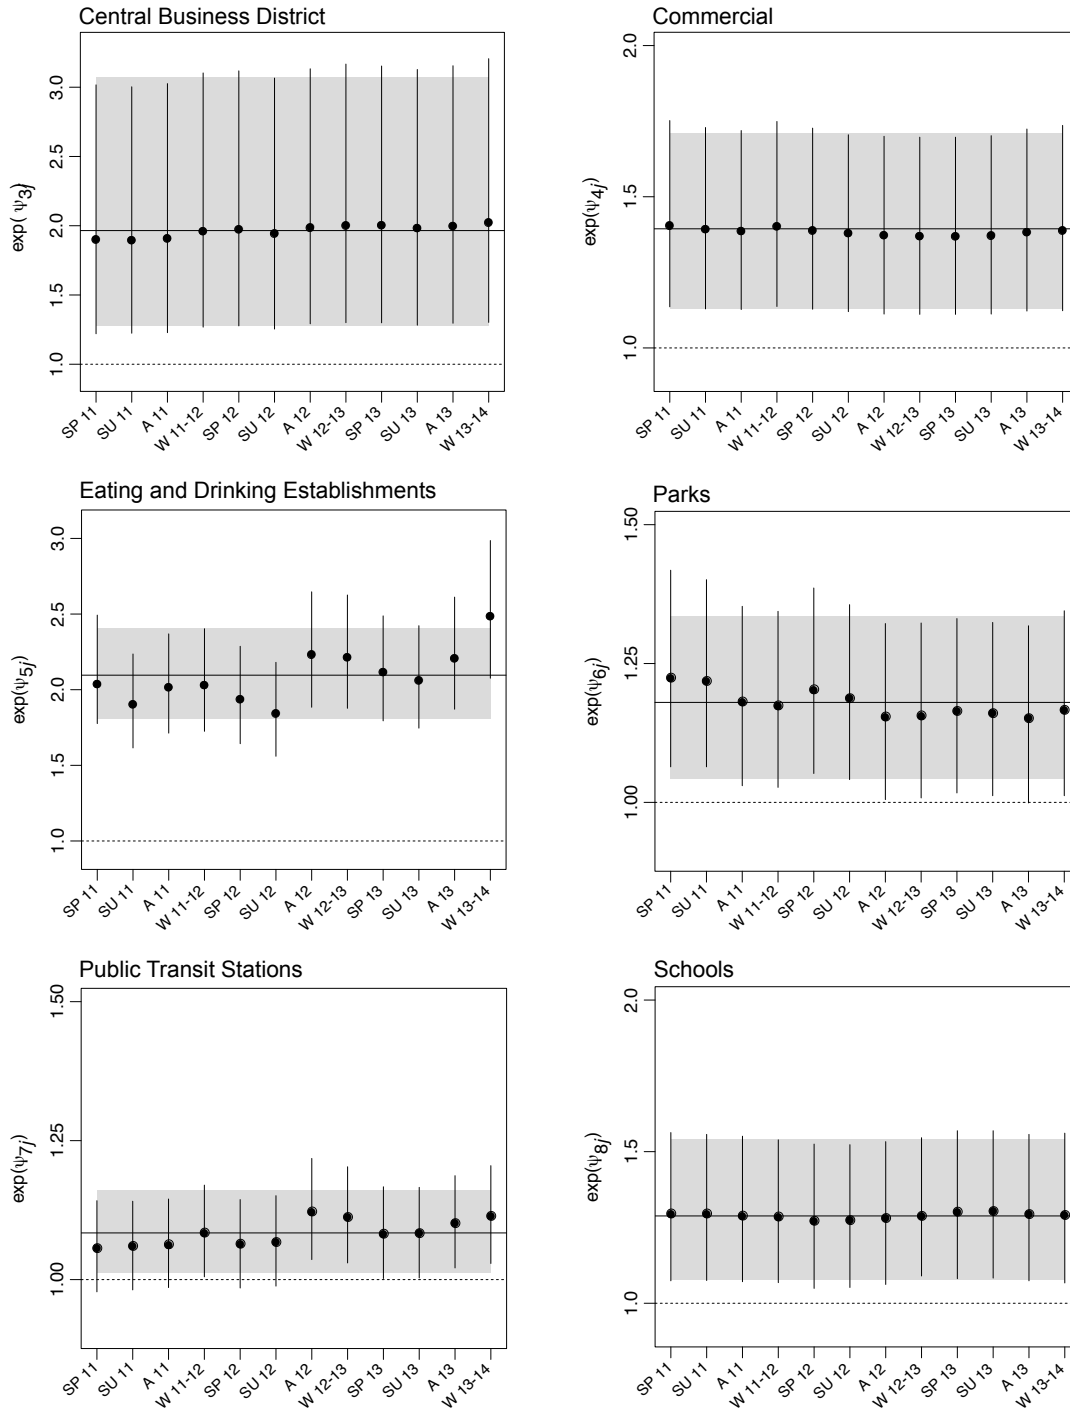 Central Business District
exp( ψ3j)
3.0
2.5
2.0
1.5
1.0
SP 11
SU 11
A 11
W 11-12
SP 12
SU 12
A 12
W 12-13
SP 13
SU 13
A 13
W 13-14
Commercial
exp(ψ4j)
2.0
1.5
1.0
SP 11
SU 11
A 11
W 11-12
SP 12
SU 12
A 12
W 12-13
SP 13
SU 13
A 13
W 13-14
Eating and Drinking Establishments
exp(ψ5j)
3.0
2.5
2.0
1.5
1.0
SP 11
SU 11
A 11
W 11-12
SP 12
SU 12
A 12
W 12-13
SP 13
SU 13
A 13
W 13-14
Parks
exp(ψ6j)
1.50
1.25
1.00
SP 11
SU 11
A 11
W 11-12
SP 12
SU 12
A 12
W 12-13
SP 13
SU 13
A 13
W 13-14
Public Transit Stations
exp(ψ7j)
1.50
1.25
1.00
SP 11
SU 11
A 11
W 11-12
SP 12
SU 12
A 12
W 12-13
SP 13
SU 13
A 13
W 13-14
Schools
exp(ψ8j)
2.0
1.5
1.0
SP 11
SU 11
A 11
W 11-12
SP 12
SU 12
A 12
W 12-13
SP 13
SU 13
A 13
W 13-14